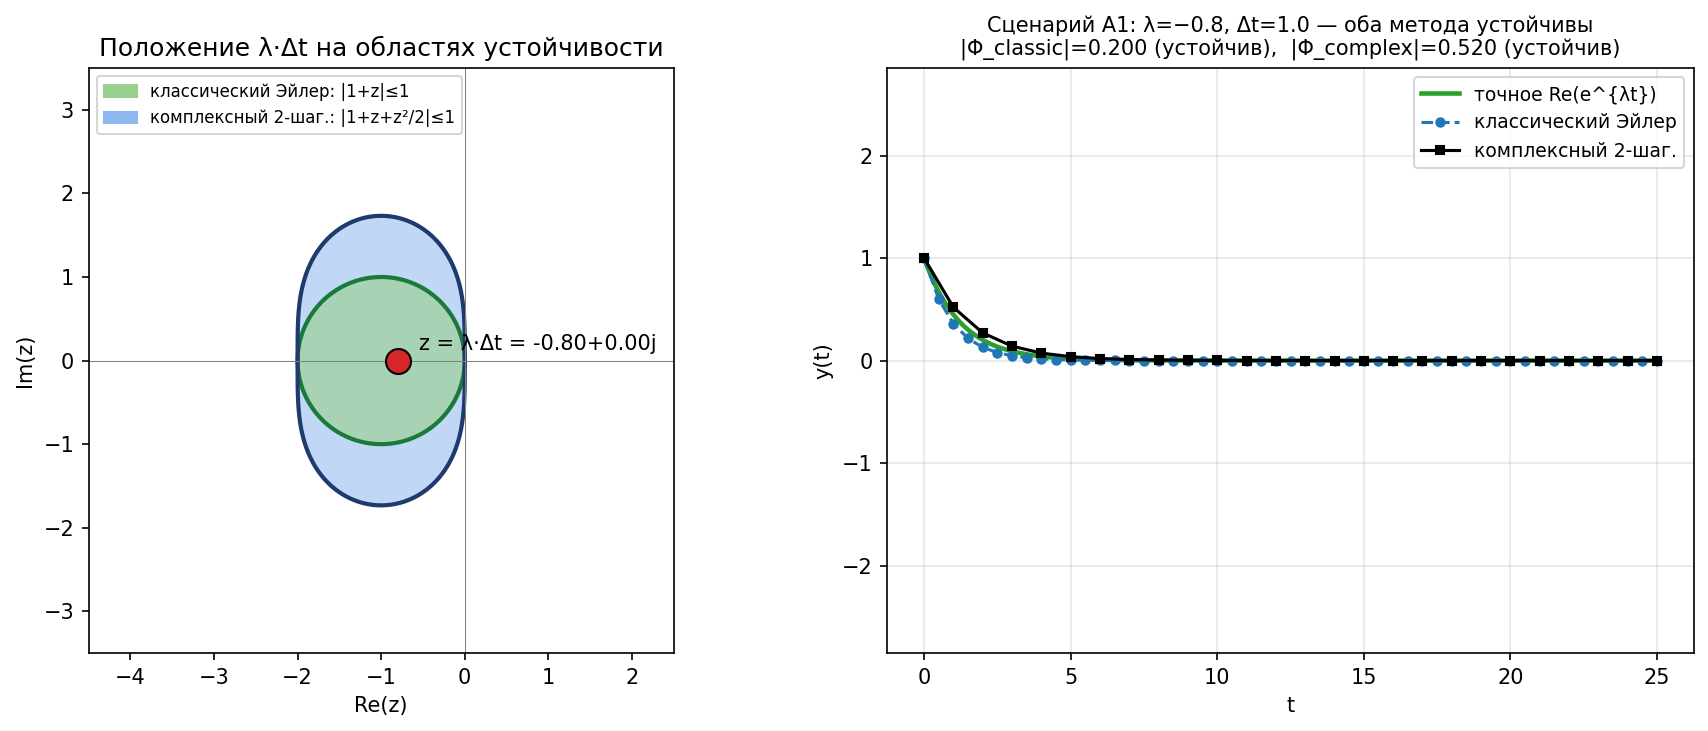 Положение λ·Δt на областях устойчивости
классический Эйлер: |1+z|≤1
комплексный 2-шаг.: |1+z+z²/2|≤1
z = λ·Δt = -0.80+0.00j
3
2
1
0
−1
−2
−3
Im(z)
−4 −3 −2 −1 0 1 2
Re(z)
Сценарий A1: λ=−0.8, Δt=1.0 — оба метода устойчивы
|Φ_classic|=0.200 (устойчив), |Φ_complex|=0.520 (устойчив)
точное Re(e^{λt})
классический Эйлер
комплексный 2-шаг.
2
1
0
−1
−2
y(t)
0 5 10 15 20 25
t